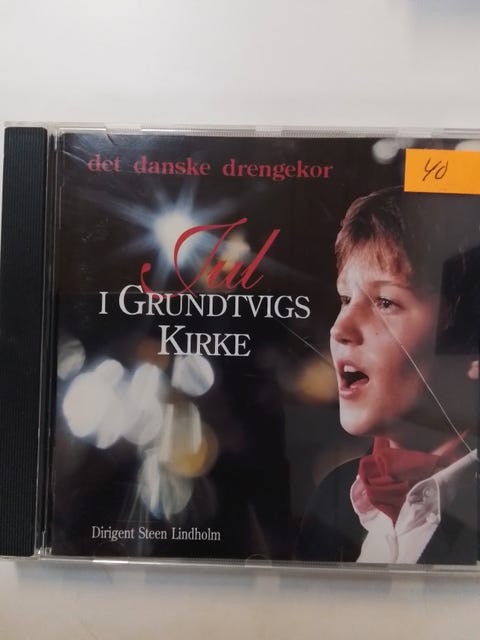 det danske drengekor
40
Jul
I GRUNDTVIGS
KIRKE
Dirigent Steen Lindholm